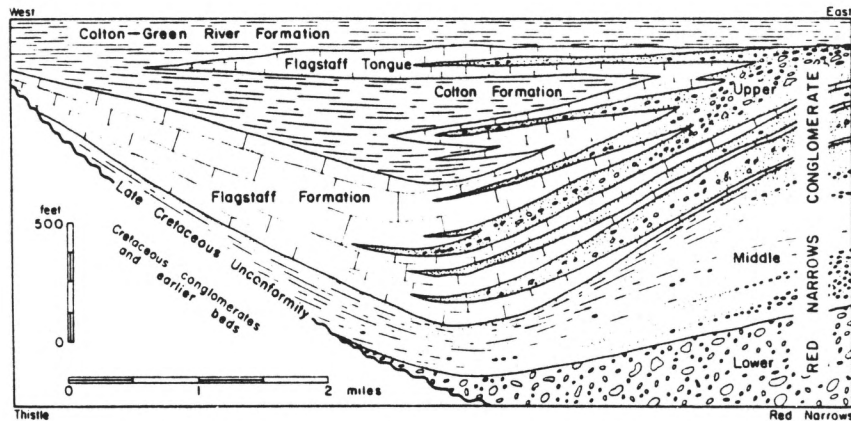 West
East
Colton—Green River Formation
Flagstaff Tongue
Colton Formation
Upper
Flagstaff Formation
Late Cretaceous Unconformity
Cretaceous conglomerates
and earlier
beds
feet
500
0
Middle
Lower
RED NARROWS CONGLOMERATE
0 1 2 miles
Thistle
Red Narrows